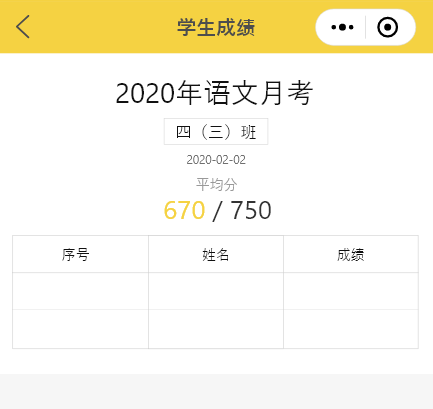 学生成绩
2020年语文月考
四（三）班
2020-02-02
平均分
670 / 750
序号 姓名 成绩